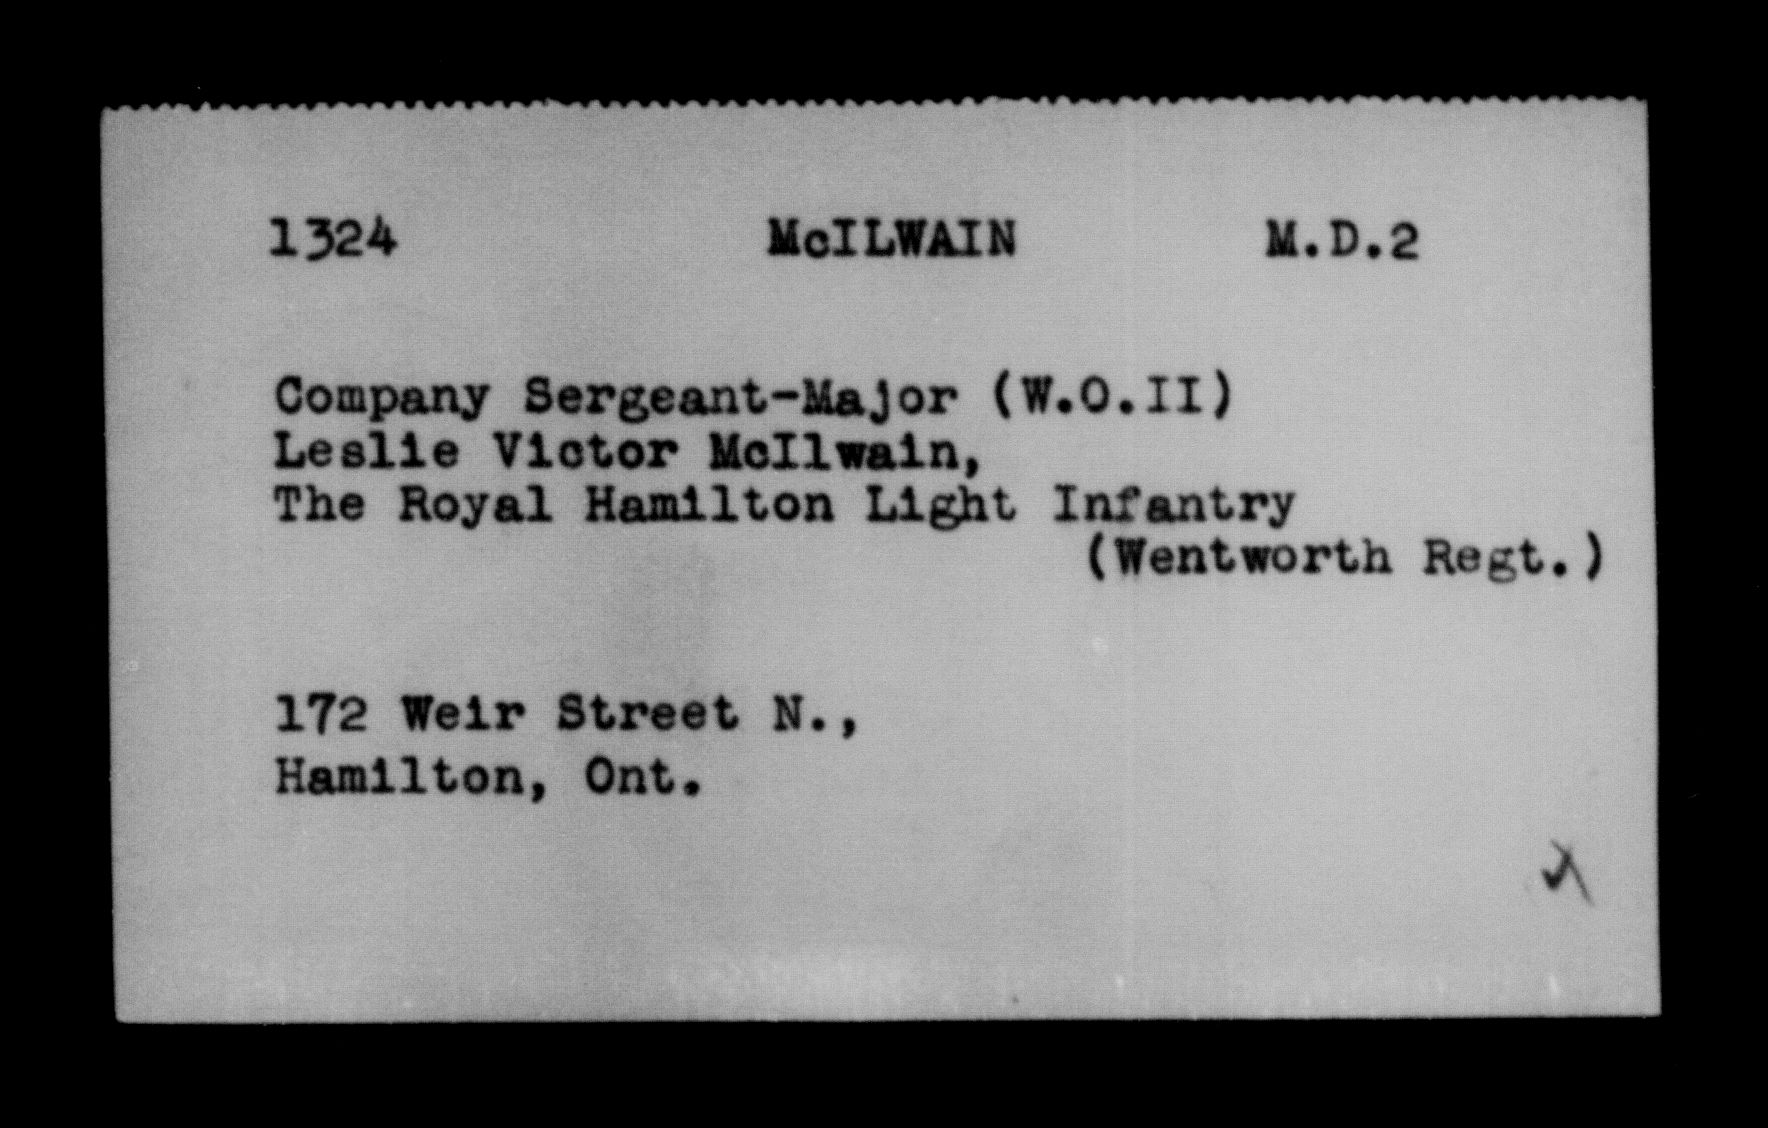 1324 McILWAIN M.D.2
Company Sergeant-Major (W.O.II)
Leslie Victor McIlwain,
The Royal Hamilton Light Infantry
(Wentworth Regt.)
172 Weir Street N.,
Hamilton, Ont.